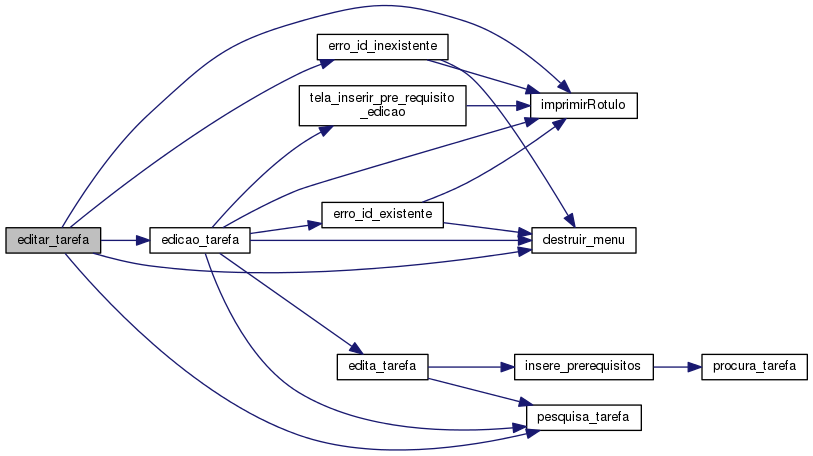 erro_id_inexistente
tela_inserir_pre_requisito
_edicao
imprimirRotulo
erro_id_existente
editar_tarefa
edicao_tarefa
destruir_menu
edita_tarefa
insere_prerequisitos
procura_tarefa
pesquisa_tarefa